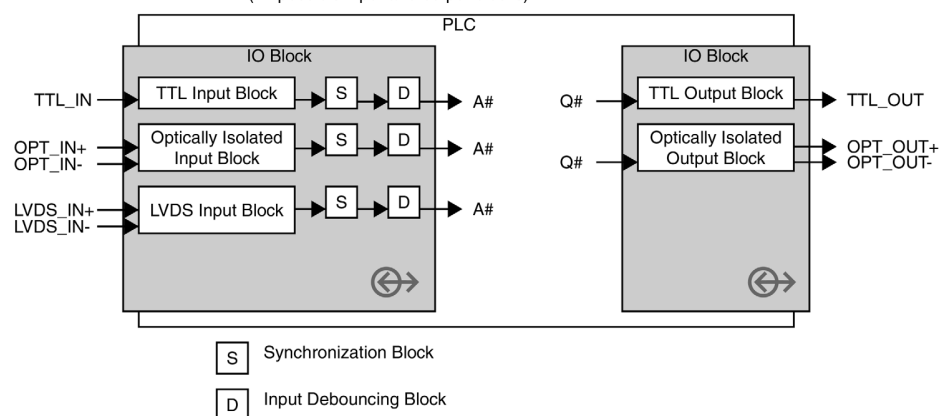 PLC
IO Block
IO Block
TTL_IN
TTL Input Block
S
D
A#
Q#
TTL Output Block
TTL_OUT
OPT_IN+
OPT_IN-
Optically Isolated
Input Block
S
D
A#
Q#
Optically Isolated
Output Block
OPT_OUT+
OPT_OUT-
LVDS_IN+
LVDS_IN-
LVDS Input Block
S
D
A#
S Synchronization Block
D Input Debouncing Block